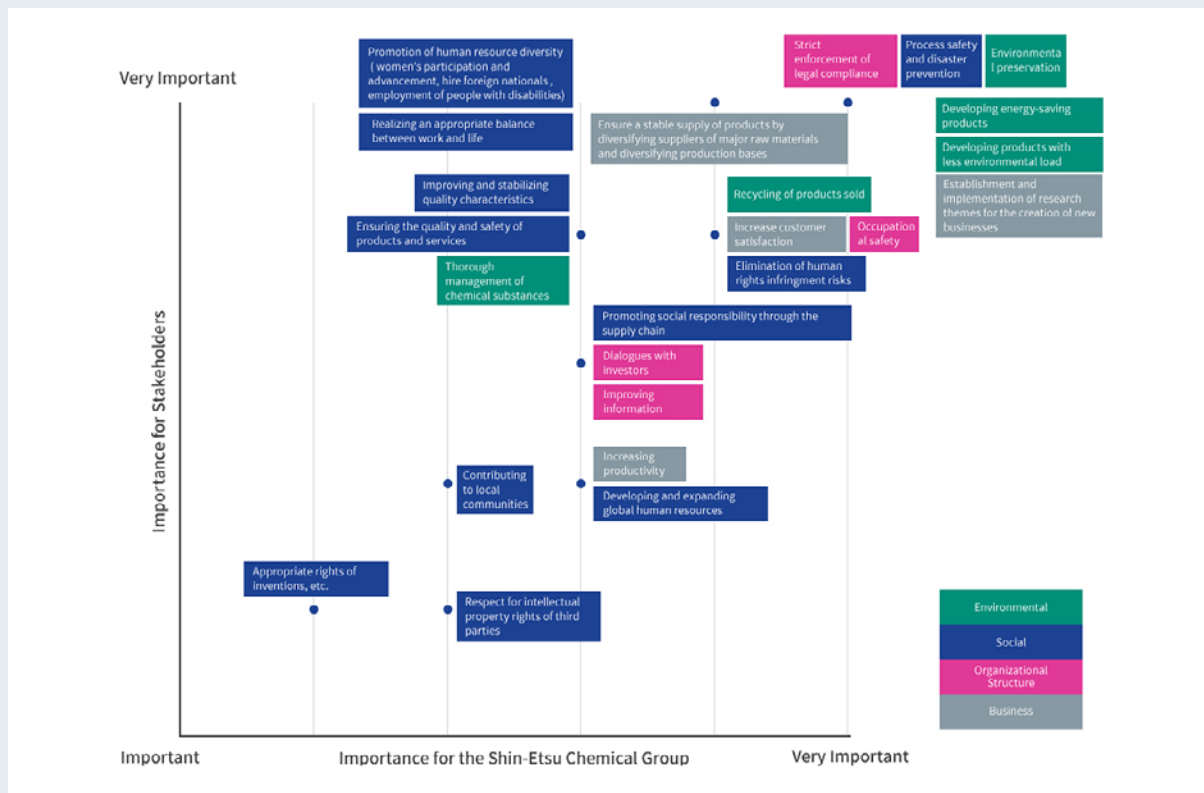 Promotion of human resource diversity
( women's participation and
advancement, hire foreign nationals ,
employment of people with disabilities)
Strict
enforcement of
legal compliance
Process safety
and disaster
prevention
Environmenta
l preservation
Very Important
Realizing an appropriate balance
between work and life
Ensure a stable supply of products by
diversifying suppliers of major raw materials
and diversifying production bases
Developing energy-saving
products
Developing products with
less environmental load
Improving and stabilizing
quality characteristics
Recycling of products sold
Establishment and
implementation of research
themes for the creation of new
businesses
Ensuring the quality and safety of
products and services
Increase customer
satisfaction
Occupation
al safety
Thorough
management of
chemical substances
Elimination of human
rights infringment risks
Promoting social responsibility through the
supply chain
Dialogues with
investors
Improving
information
Importance for Stakeholders
Increasing
productivity
Contributing
to local
communities
Developing and expanding
global human resources
Appropriate rights of
inventions, etc.
Respect for intellectual
property rights of third
parties
Environmental
Social
Organizational
Structure
Business
Important
Importance for the Shin-Etsu Chemical Group
Very Important